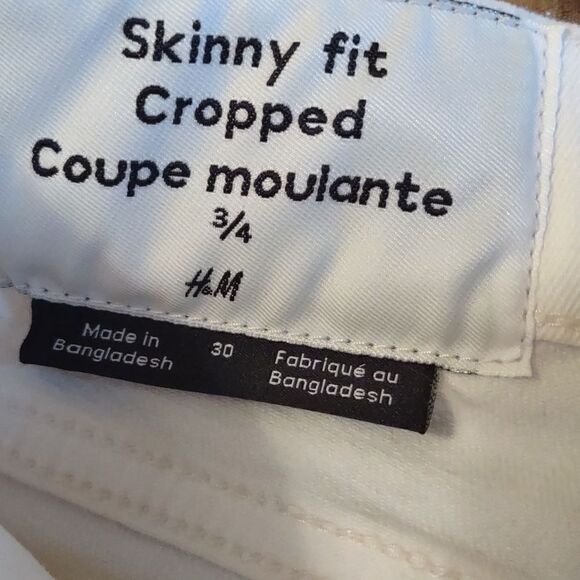 Skinny fit
Cropped
Coupe moulante
3/4
H&M
Made in
Bangladesh
30
Fabriqué au
Bangladesh